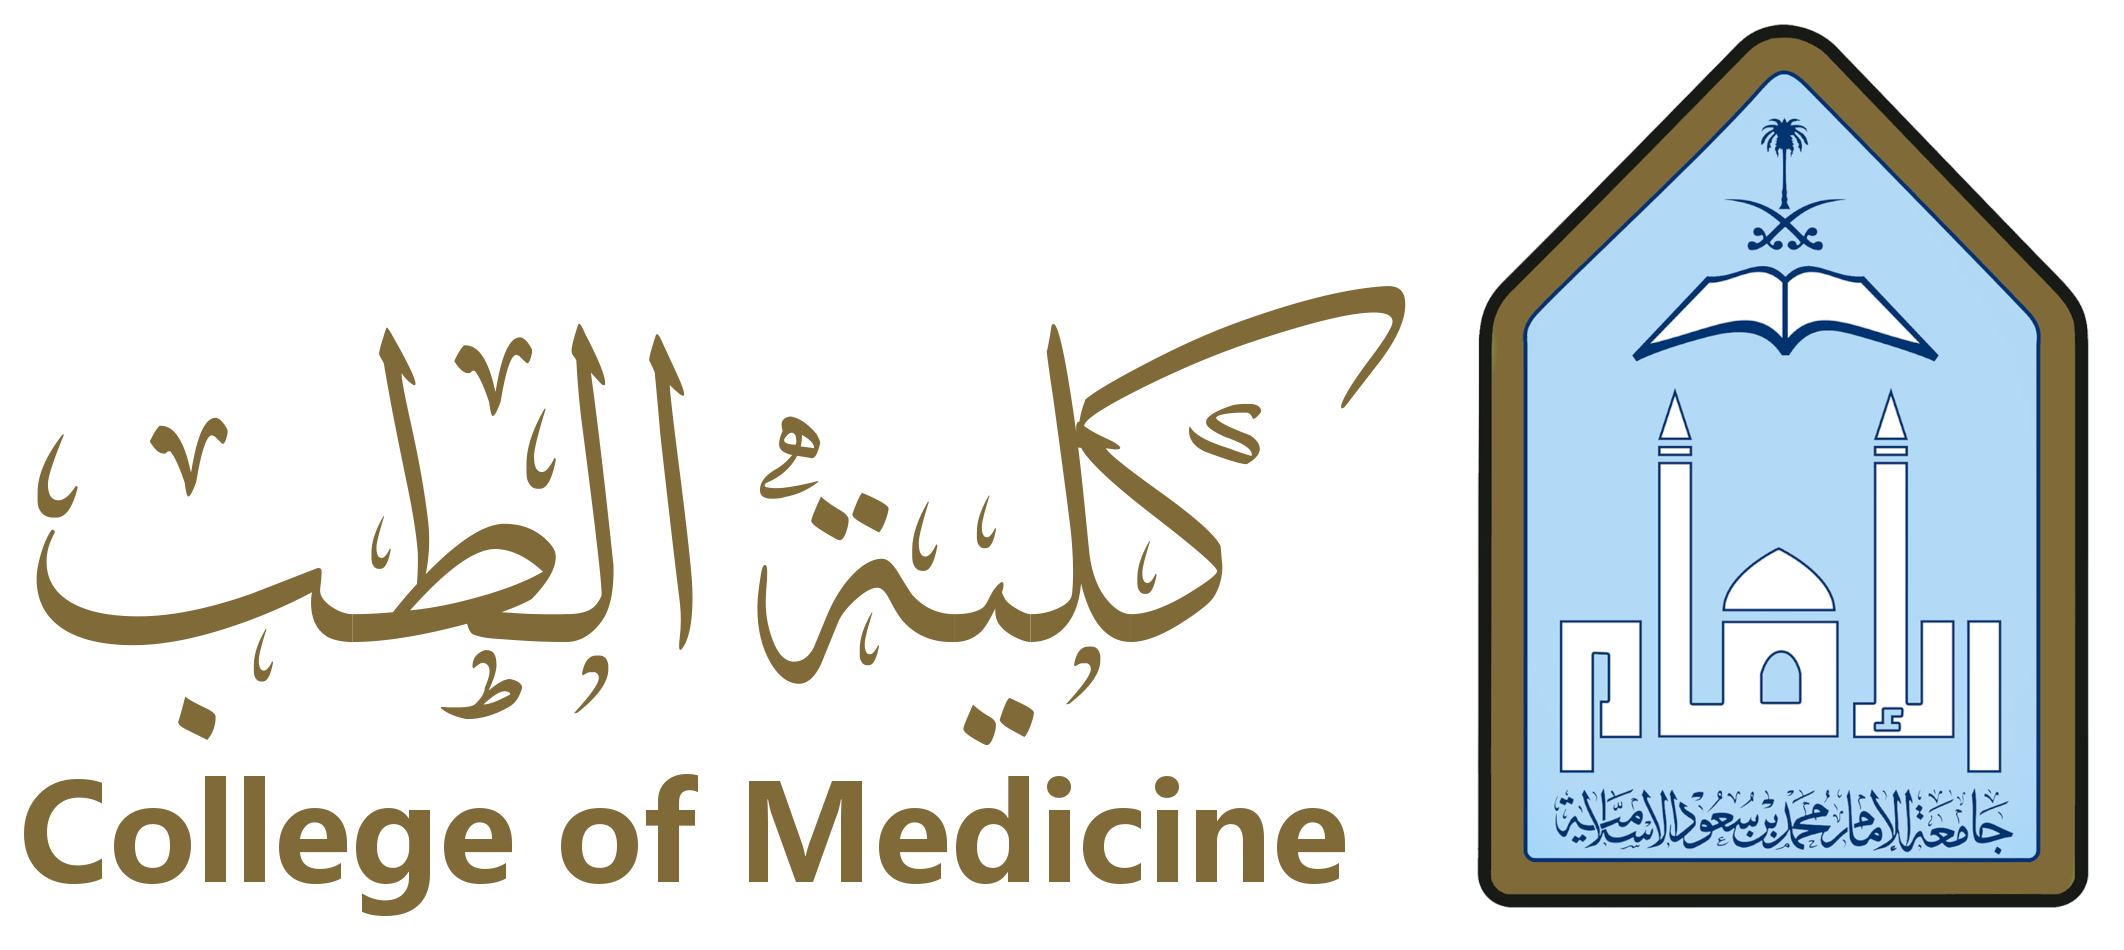 كلية الطب
College of Medicine
الإمام
جامعة الإمام محمد بن سعود الإسلامية